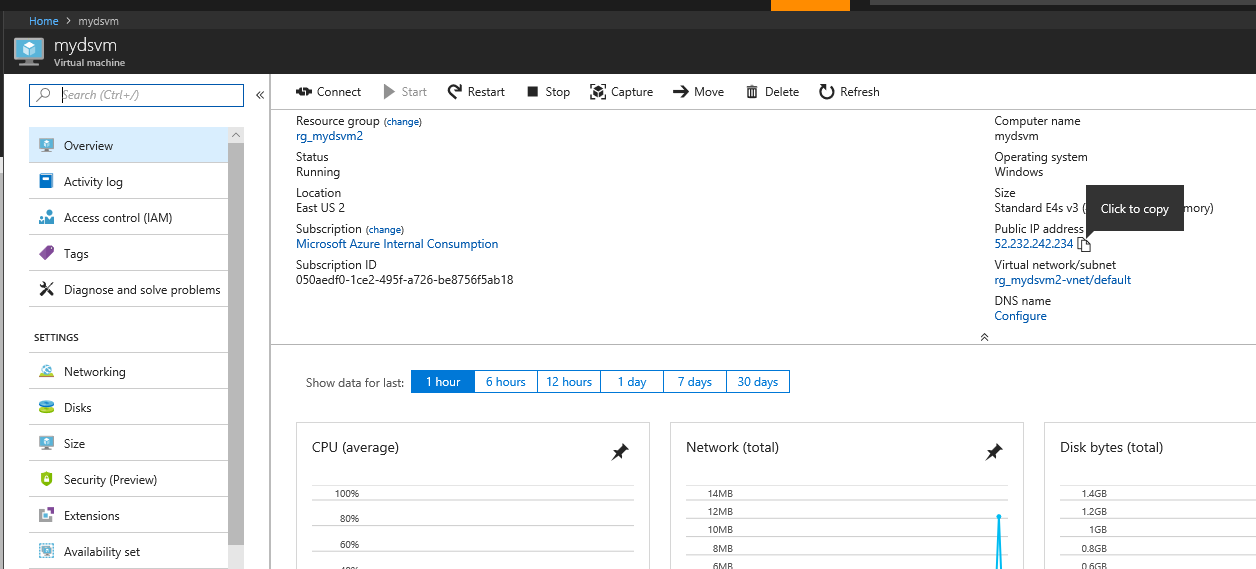 Home > mydsvm
mydsvm
Virtual machine
Search (Ctrl+/)
Overview
Activity log
Access control (IAM)
Tags
Diagnose and solve problems
SETTINGS
Networking
Disks
Size
Security (Preview)
Extensions
Availability set
Connect
Start
Restart
Stop
Capture
Move
Delete
Refresh
Resource group (change)
rg_mydsvm2
Status
Running
Location
East US 2
Subscription (change)
Microsoft Azure Internal Consumption
Subscription ID
050aedf0-1ce2-495f-a726-be8756f5ab18
Computer name
mydsvm
Operating system
Windows
Size
Standard E4s v3 (
Click to copy
Public IP address
52.232.242.234
Virtual network/subnet
rg_mydsvm2-vnet/default
DNS name
Configure
Show data for last:
1 hour
6 hours
12 hours
1 day
7 days
30 days
CPU (average)
100%
80%
60%
Network (total)
14MB
12MB
10MB
8MB
6MB
Disk bytes (total)
1.4GB
1.2GB
1GB
0.8GB
0.6GB